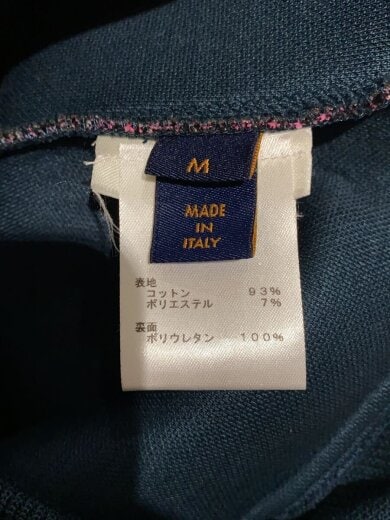 M
MADE
IN
ITALY
表地
コットン 93%
ポリエステル 7%
裏面
ポリウレタン 100%